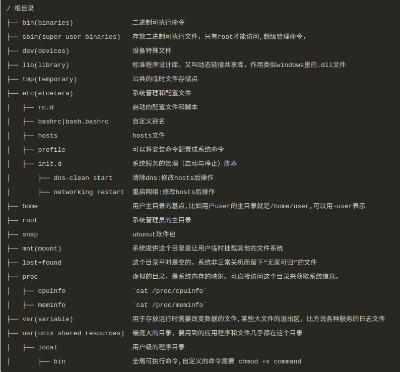 / 根目录
├── bin(binaries) 二进制可执行命令
├── sbin(super user binaries) 存放二进制可执行文件，只有root才能访问,超级管理命令，
├── dev(devices) 设备特殊文件
├── lib(library) 标准程序设计库，又叫动态链接共享库，作用类似windows里的.dll文件
├── tmp(temporary) 公共的临时文件存储点
├── etc(etcetera) 系统管理和配置文件
│ ├── rc.d 启动的配置文件和脚本
│ ├── bashrc|bash.bashrc 自定义别名
│ ├── hosts hosts文件
│ ├── profile 可以将安装命令配置成系统命令
│ ├── init.d 系统服务的管理（启动与停止）脚本
│ ├── dns-clean start 清除dns:修改hosts后操作
│ ├── networking restart 重启网络:修改hosts后操作
├── home 用户主目录的基点,比如用户user的主目录就是/home/user,可以用~user表示
├── root 系统管理员的主目录
├── snap ubunut软件包
├── mnt(mount) 系统提供这个目录是让用户临时挂载其他的文件系统
├── lost+found 这个目录平时是空的，系统非正常关机而留下“无家可归”的文件
├── proc 虚拟的目录，是系统内存的映射。可直接访问这个目录来获取系统信息。
│ ├── cpuinfo `cat /proc/cpuinfo`
│ ├── meminfo `cat /proc/meminfo`
├── var(variable) 用于存放运行时需要改变数据的文件,某些大文件的溢出区，比方说各种服务的日志文件
├── usr(unix shared resources) 最庞大的目录，要用到的应用程序和文件几乎都在这个目录
│ ├── local 用户级的程序目录
│ ├── bin 全局可执行命令,自定义的命令需要 chmod +x command